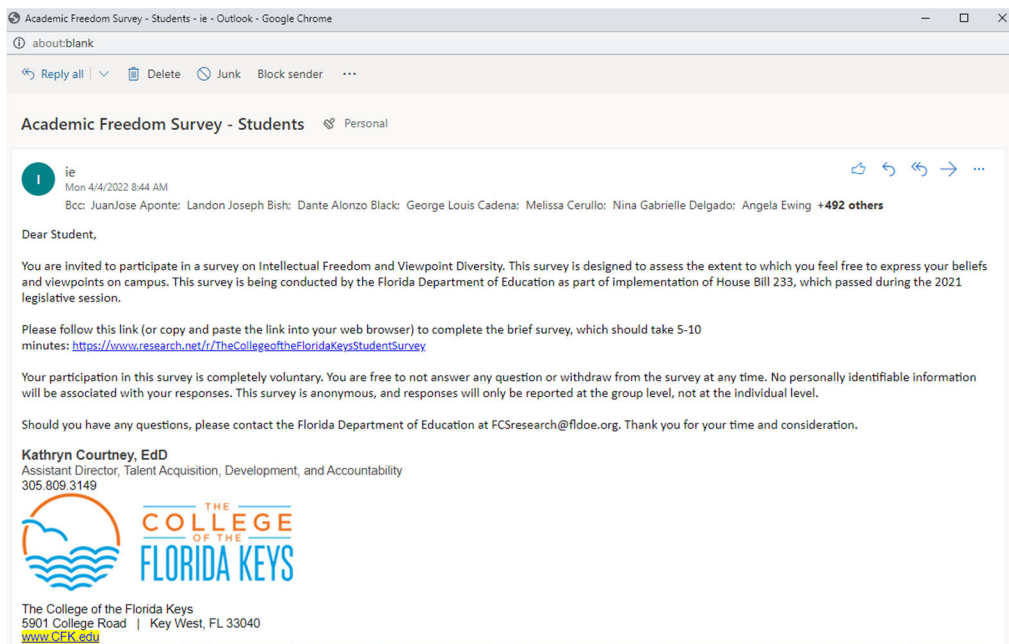 Academic Freedom Survey - Students - ie - Outlook - Google Chrome
about:blank
Reply all Delete Junk Block sender ...
Academic Freedom Survey - Students Personal
I
ie
Mon 4/4/2022 8:44 AM
Bcc: JuanJose Aponte; Landon Joseph Bish; Dante Alonzo Black; George Louis Cadena; Melissa Cerullo; Nina Gabrielle Delgado; Angela Ewing +492 others
Dear Student,
You are invited to participate in a survey on Intellectual Freedom and Viewpoint Diversity. This survey is designed to assess the extent to which you feel free to express your beliefs
and viewpoints on campus. This survey is being conducted by the Florida Department of Education as part of implementation of House Bill 233, which passed during the 2021
legislative session.
Please follow this link (or copy and paste the link into your web browser) to complete the brief survey, which should take 5-10
minutes: https://www.research.net/r/TheCollegeoftheFloridaKeysStudentSurvey
Your participation in this survey is completely voluntary. You are free to not answer any question or withdraw from the survey at any time. No personally identifiable information
will be associated with your responses. This survey is anonymous, and responses will only be reported at the group level, not at the individual level.
Should you have any questions, please contact the Florida Department of Education at FCSresearch@fldoe.org. Thank you for your time and consideration.
Kathryn Courtney, EdD
Assistant Director, Talent Acquisition, Development, and Accountability
305.809.3149
THE
COLLEGE
OF THE
FLORIDA KEYS
The College of the Florida Keys
5901 College Road | Key West, FL 33040
www.CFK.edu